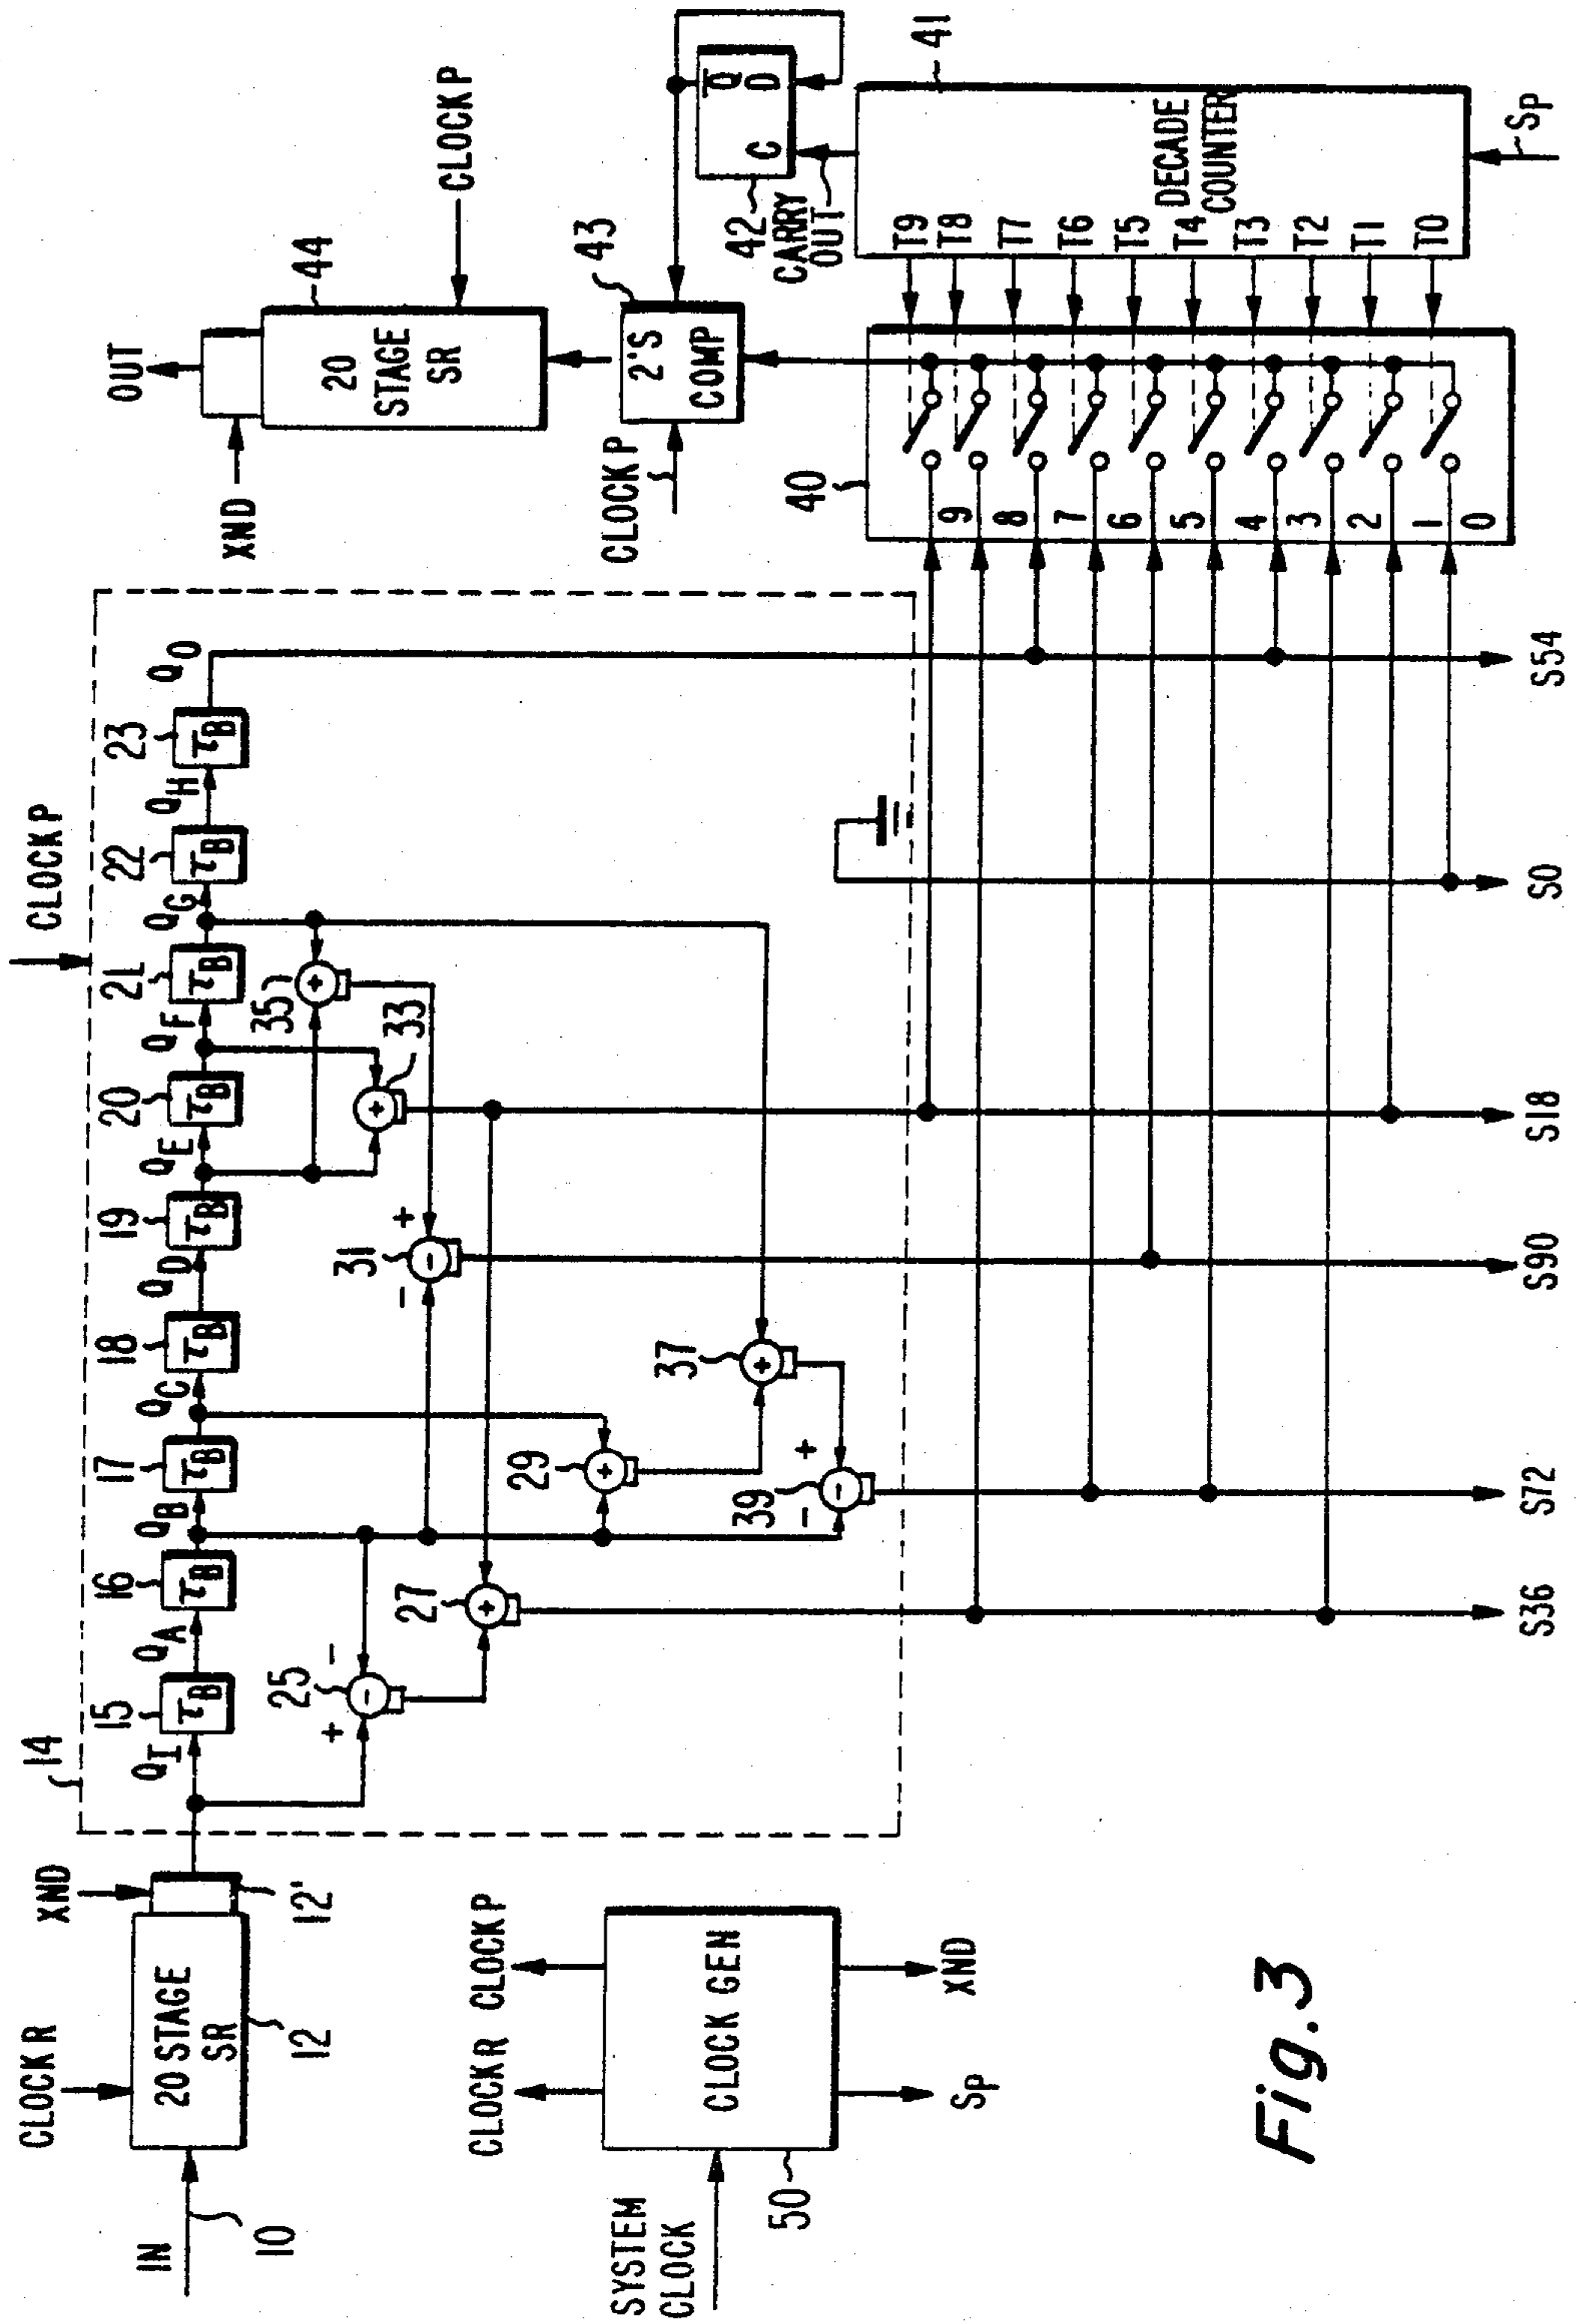 CLOCK R
IN
10
20 STAGE
SR
12
XND
12'
14
CLOCK P
QI
15
τB
QA
16
τB
QB
17
τB
QC
18
τB
QD
19
τB
QE
20
τB
QF
21
τB
QG
22
τB
QH
23
τB
QO
25
+
-
-
27
+
29
+
31
-
+
-
33
+
35
+
37
+
39
-
+
-
S36
S72
S90
S18
S0
S54
SYSTEM
CLOCK
50
CLOCK GEN
CLOCK R
CLOCK P
Sp
XND
OUT
XND
44
20
STAGE
SR
CLOCK P
43
2'S
COMP
CLOCK P
42
C
Q̅
D
CARRY
OUT
40
9
8
7
6
5
4
3
2
1
0
T9
T8
T7
T6
T5
T4
T3
T2
T1
T0
DECADE
COUNTER
41
Sp
Fig. 3